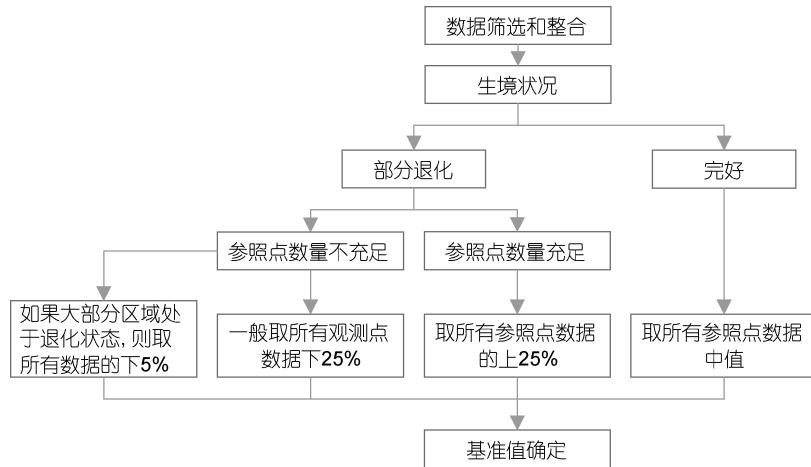 数据筛选和整合
生境状况
部分退化
完好
参照点数量不充足
参照点数量充足
如果大部分区域处
于退化状态, 则取
所有数据的下5%
一般取所有观测点
数据下25%
取所有参照点数据
的上25%
取所有参照点数据
中值
基准值确定